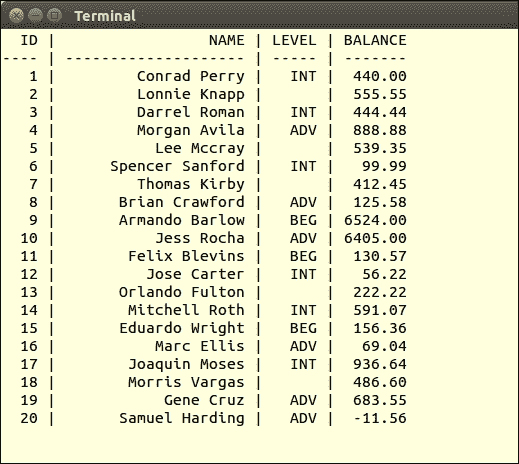 Terminal
ID | NAME | LEVEL | BALANCE
---- | -------------------- | ----- | -------
1 | Conrad Perry | INT | 440.00
2 | Lonnie Knapp | | 555.55
3 | Darrel Roman | INT | 444.44
4 | Morgan Avila | ADV | 888.88
5 | Lee Mccray | | 539.35
6 | Spencer Sanford | INT | 99.99
7 | Thomas Kirby | | 412.45
8 | Brian Crawford | ADV | 125.58
9 | Armando Barlow | BEG | 6524.00
10 | Jess Rocha | ADV | 6405.00
11 | Felix Blevins | BEG | 130.57
12 | Jose Carter | INT | 56.22
13 | Orlando Fulton | | 222.22
14 | Mitchell Roth | INT | 591.07
15 | Eduardo Wright | BEG | 156.36
16 | Marc Ellis | ADV | 69.04
17 | Joaquin Moses | INT | 936.64
18 | Morris Vargas | | 486.60
19 | Gene Cruz | ADV | 683.55
20 | Samuel Harding | ADV | -11.56